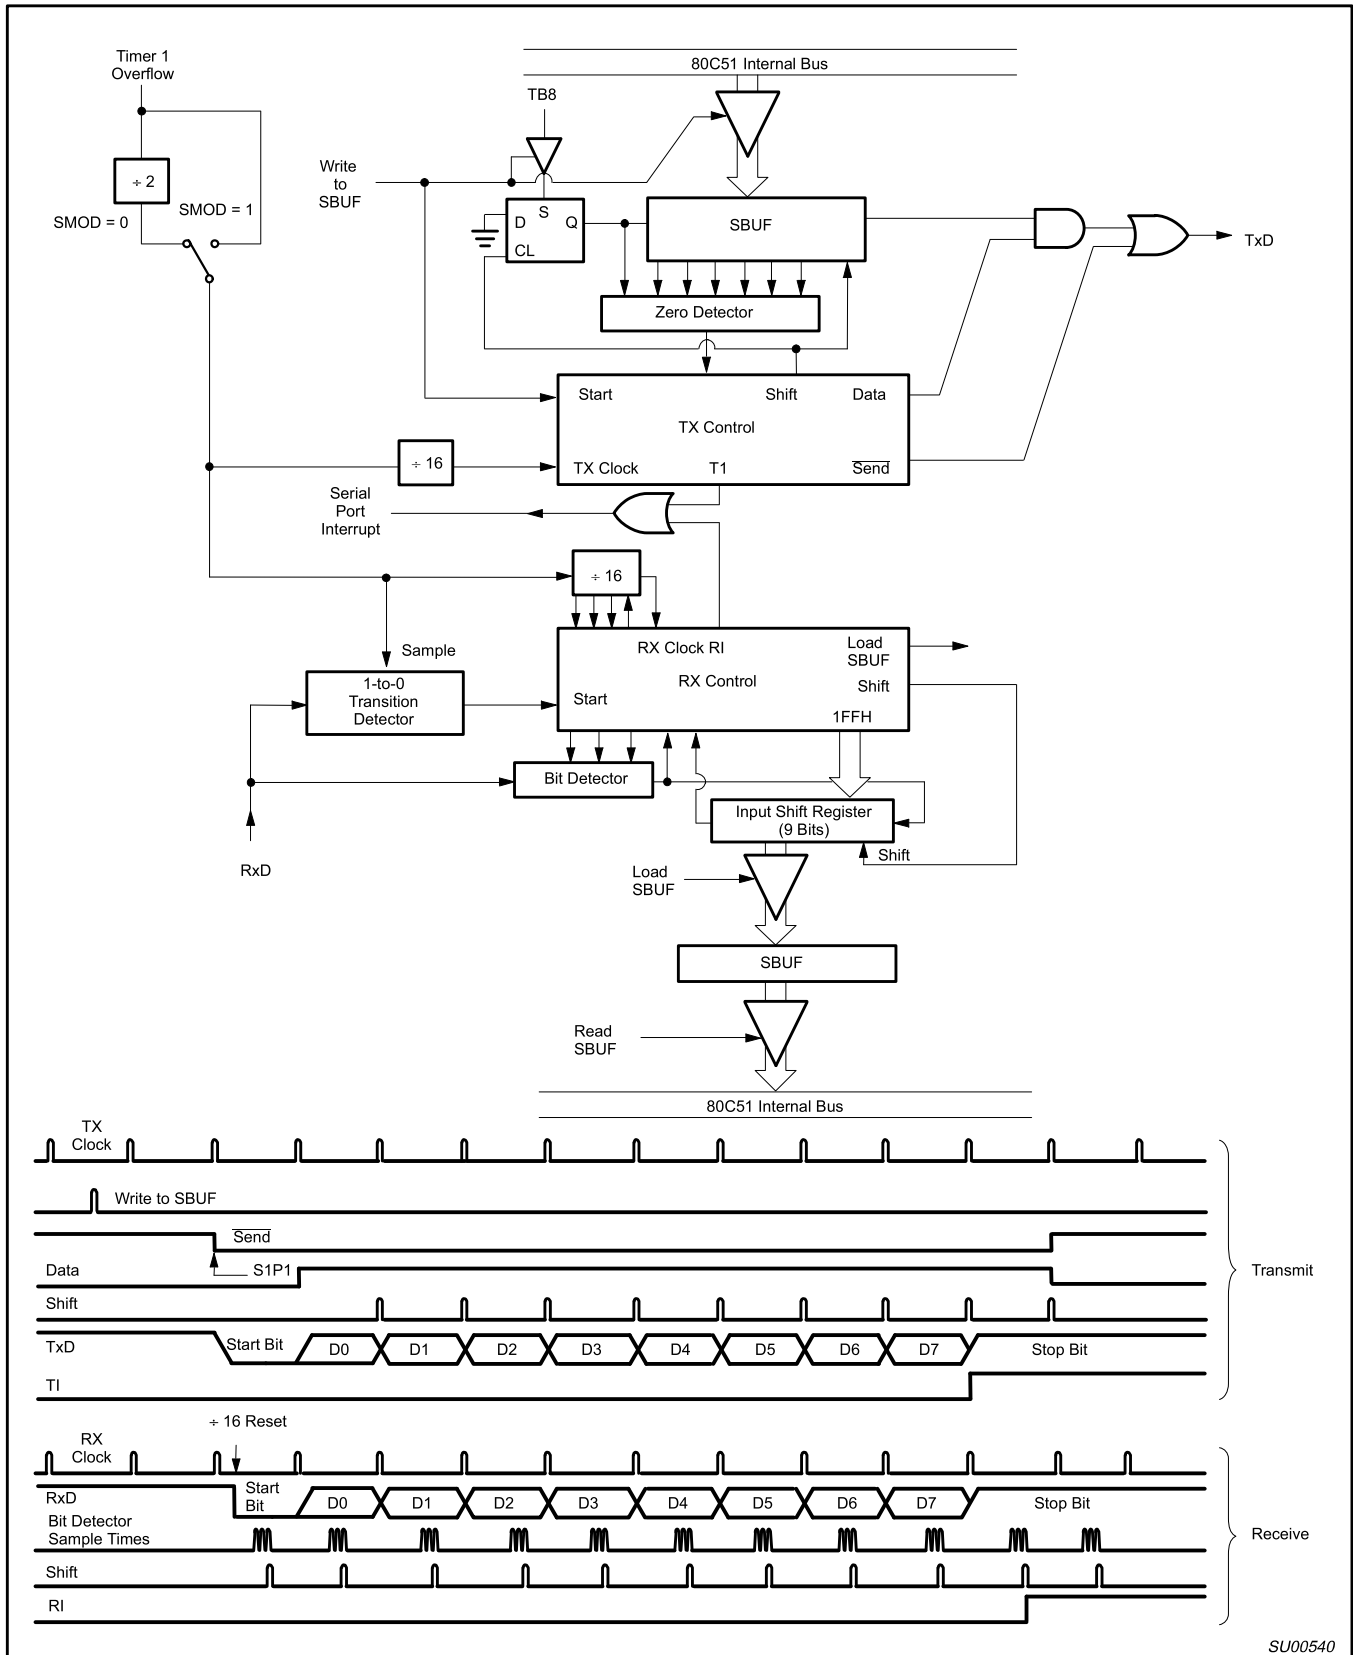 Timer 1
Overflow
80C51 Internal Bus
TB8
Write
to
SBUF
÷ 2
SMOD = 0
SMOD = 1
D
S
Q
CL
SBUF
TxD
Zero Detector
Start
Shift
Data
TX Control
÷ 16
TX Clock
T1
Send
Serial
Port
Interrupt
÷ 16
Sample
RX Clock RI
Load
SBUF
RX Control
Shift
Start
1FFH
1-to-0
Transition
Detector
Bit Detector
Input Shift Register
(9 Bits)
Shift
RxD
Load
SBUF
SBUF
Read
SBUF
80C51 Internal Bus
TX
Clock
Write to SBUF
Send
S1P1
Data
Shift
TxD
Start Bit
D0
D1
D2
D3
D4
D5
D6
D7
Stop Bit
TI
Transmit
÷ 16 Reset
RX
Clock
RxD
Start
Bit
D0
D1
D2
D3
D4
D5
D6
D7
Stop Bit
Bit Detector
Sample Times
Shift
RI
Receive
SU00540